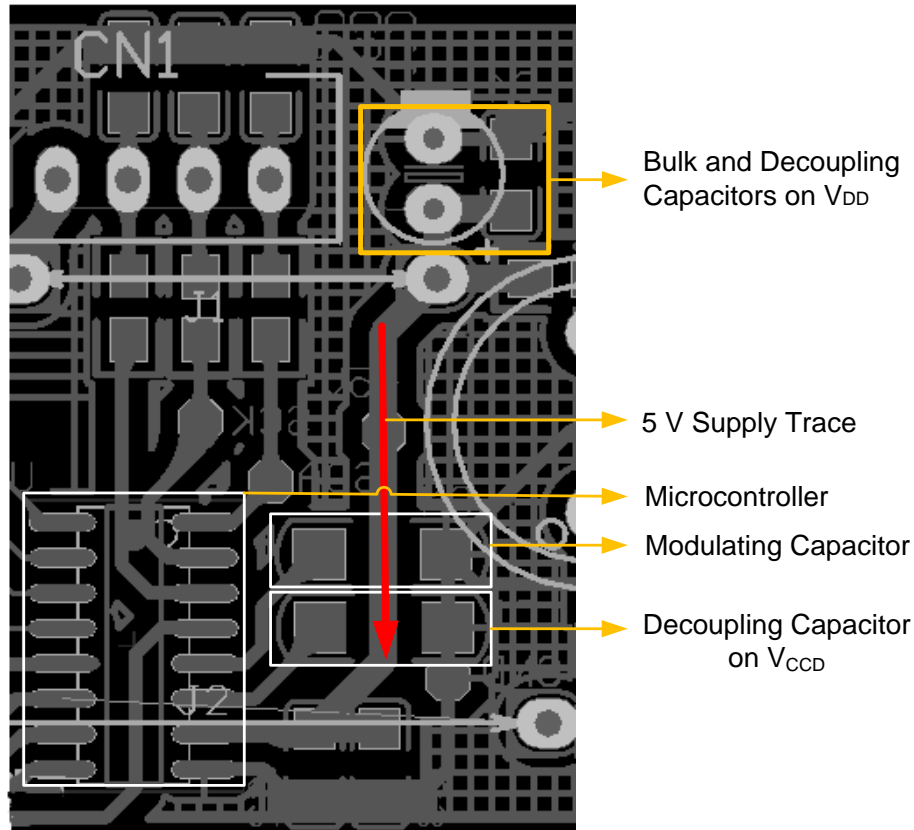 CN1
Bulk and Decoupling
Capacitors on VDD
J1
5 V Supply Trace
Microcontroller
Modulating Capacitor
Decoupling Capacitor
on VCCD
J2